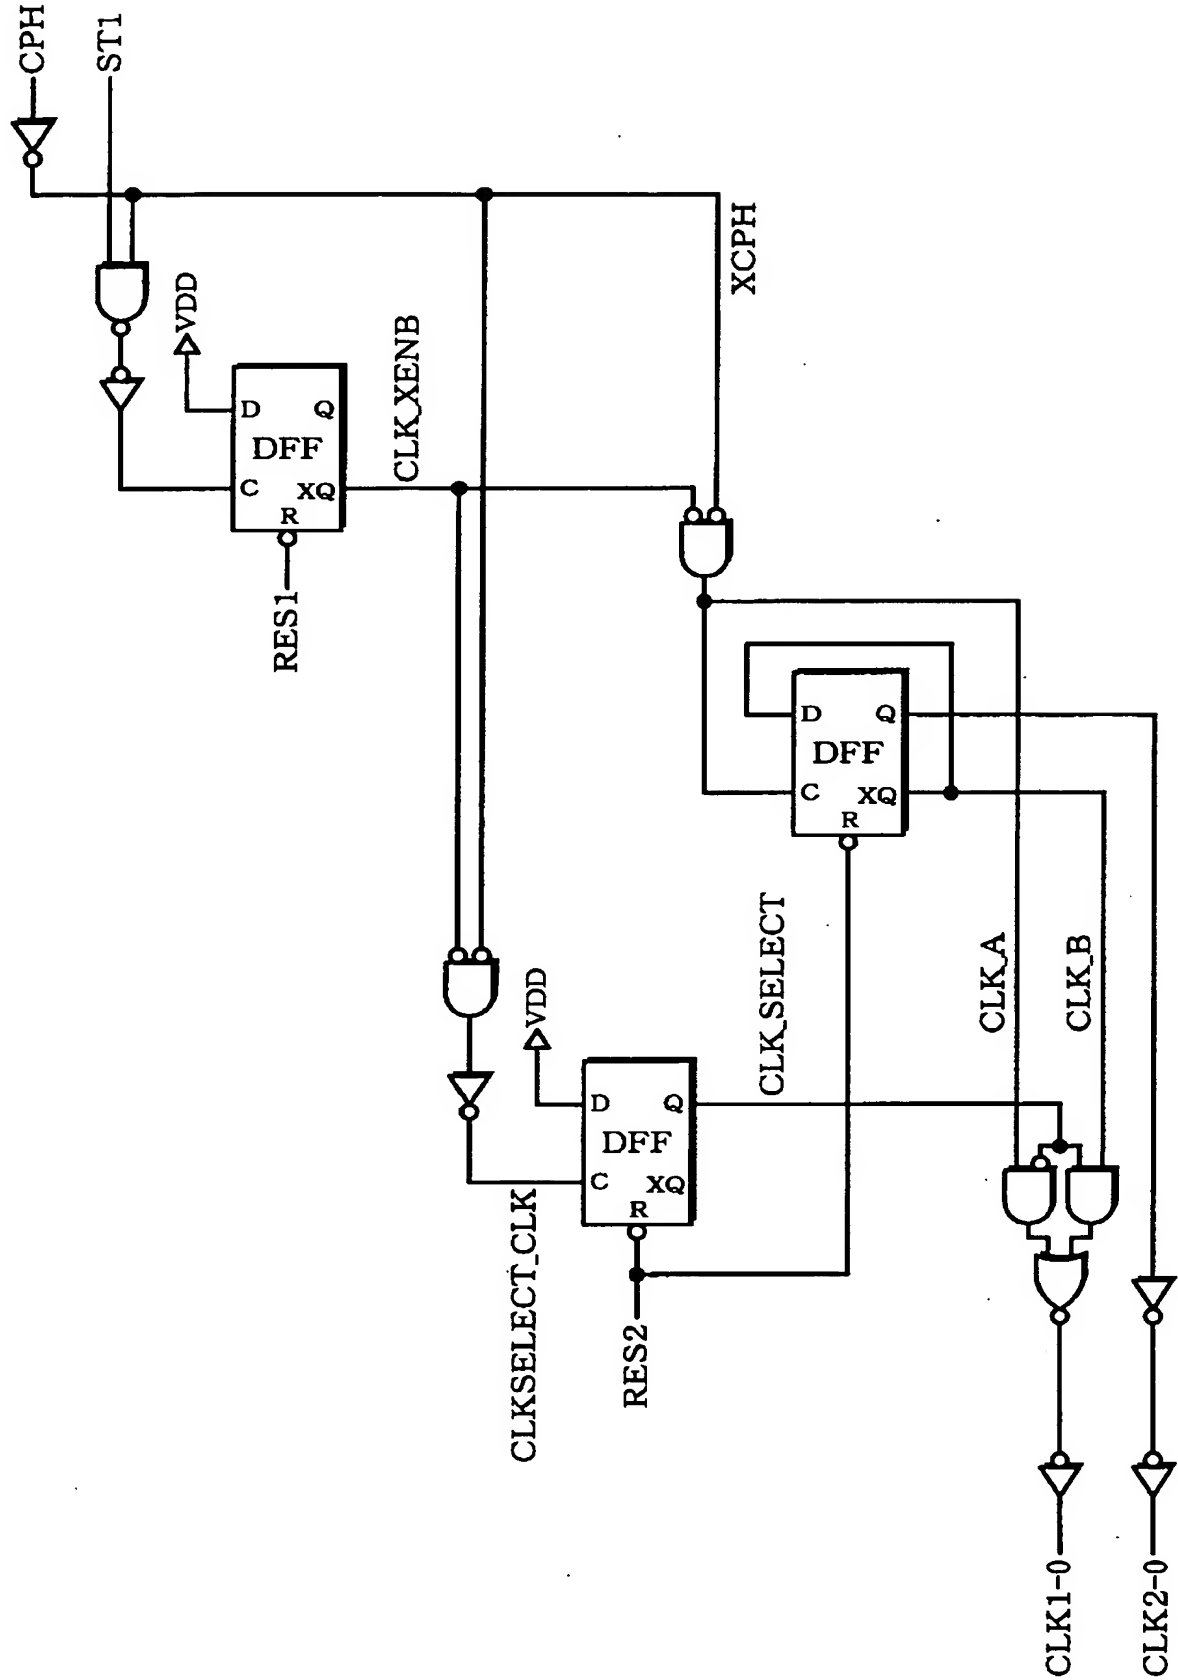 CPH
ST1
VDD
D
Q
DFF
C
XQ
R
RES1
CLK_XENB
XCPH
D
Q
DFF
C
XQ
R
CLK_SELECT
VDD
D
Q
DFF
C
XQ
R
CLKSELECT_CLK
RES2
CLK_A
CLK_B
CLK1-0
CLK2-0